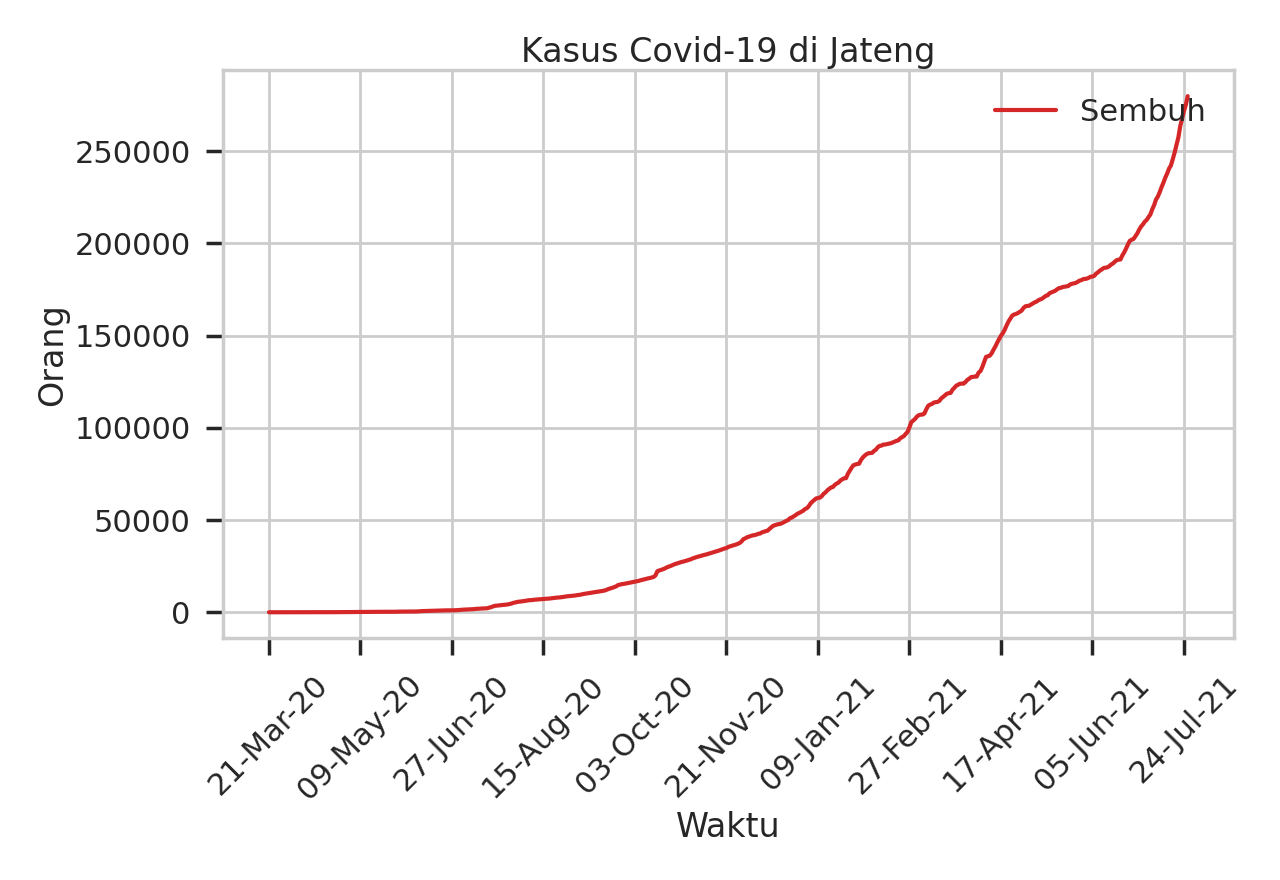 Kasus Covid-19 di Jateng
Sembuh
250000
200000
150000
100000
50000
0
Orang
21-Mar-20
09-May-20
27-Jun-20
15-Aug-20
03-Oct-20
21-Nov-20
09-Jan-21
27-Feb-21
17-Apr-21
05-Jun-21
24-Jul-21
Waktu